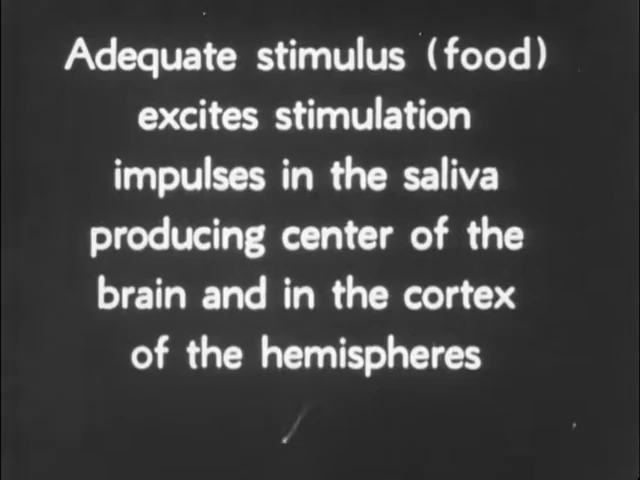 Adequate stimulus (food)
excites stimulation
impulses in the saliva
producing center of the
brain and in the cortex
of the hemispheres